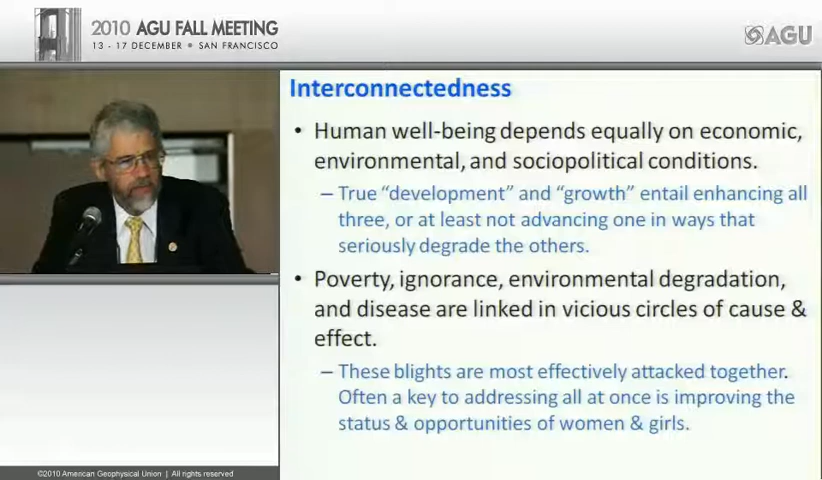 2010 AGU FALL MEETING
13 - 17 DECEMBER • SAN FRANCISCO
AGU
Interconnectedness
• Human well-being depends equally on economic,
environmental, and sociopolitical conditions.
– True “development” and “growth” entail enhancing all
three, or at least not advancing one in ways that
seriously degrade the others.
• Poverty, ignorance, environmental degradation,
and disease are linked in vicious circles of cause &
effect.
– These blights are most effectively attacked together.
Often a key to addressing all at once is improving the
status & opportunities of women & girls.
©2010 American Geophysical Union | All rights reserved